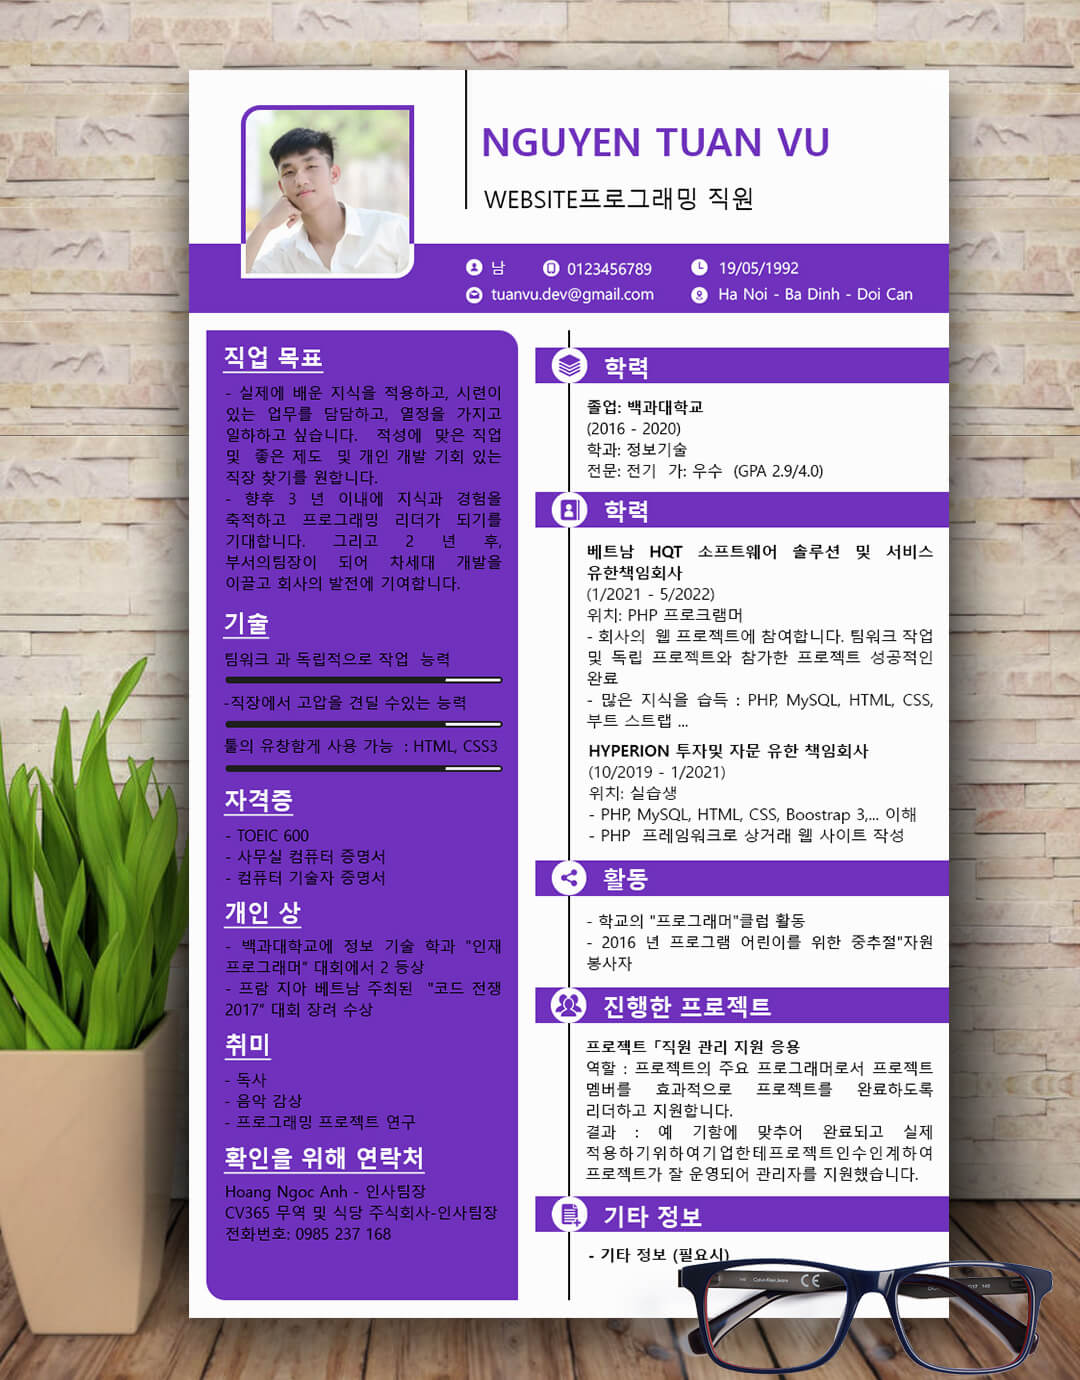 NGUYEN TUAN VU
WEBSITE프로그래밍 직원
남 0123456789 19/05/1992
tuanvu.dev@gmail.com Ha Noi - Ba Dinh - Doi Can
직업 목표
- 실제에 배운 지식을 적용하고, 시련이
있는 업무를 담담하고, 열정을 가지고
일하하고 싶습니다. 적성에 맞은 직업
및 좋은 제도 및 개인 개발 기회 있는
직장 찾기를 원합니다.
- 향후 3 년 이내에 지식과 경험을
축적하고 프로그래밍 리더가 되기를
기대합니다. 그리고 2 년 후,
부서의팀장이 되어 차세대 개발을
이끌고 회사의 발전에 기여합니다.
기술
팀워크 과 독립적으로 작업 능력
-직장에서 고압을 견딜 수있는 능력
툴의 유창함게 사용 가능 : HTML, CSS3
자격증
- TOEIC 600
- 사무실 컴퓨터 증명서
- 컴퓨터 기술자 증명서
개인 상
- 백과대학교에 정보 기술 학과 "인재
프로그래머" 대회에서 2 등상
- 프람 지아 베트남 주최된 "코드 전쟁
2017" 대회 장려 수상
취미
- 독사
- 음악 감상
- 프로그래밍 프로젝트 연구
확인을 위해 연락처
Hoang Ngoc Anh - 인사팀장
CV365 무역 및 식당 주식회사-인사팀장
전화번호: 0985 237 168
학력
졸업: 백과대학교
(2016 - 2020)
학과: 정보기술
전문: 전기 가: 우수 (GPA 2.9/4.0)
학력
베트남 HQT 소프트웨어 솔루션 및 서비스
유한책임회사
(1/2021 - 5/2022)
위치: PHP 프로크램머
- 회사의 웹 프로젝트에 참여합니다. 팀워크 작업
및 독립 프로젝트와 참가한 프로젝트 성공적인
완료
- 많은 지식을 습득 : PHP, MySQL, HTML, CSS,
부트 스트랩 ...
HYPERION 투자및 자문 유한 책임회사
(10/2019 - 1/2021)
위치: 실습생
- PHP, MySQL, HTML, CSS, Boostrap 3,... 이해
- PHP 프레임워크로 상거래 웹 사이트 작성
활동
- 학교의 "프로그래머"클럽 활동
- 2016 년 프로그램 어린이를 위한 중추절"자원
봉사자
진행한 프로젝트
프로젝트 「직원 관리 지원 응용
역할 : 프로젝트의 주요 프로그래머로서 프로젝트
멤버를 효과적으로 프로젝트를 완료하도록
리더하고 지원합니다.
결과 : 예 기함에 맞추어 완료되고 실제
적용하기위하여기업한테프로젝트인수인계하여
프로젝트가 잘 운영되어 관리자를 지원했습니다.
기타 정보
- 기타 정보 (필요시)
Calvin Klein Jeans CE